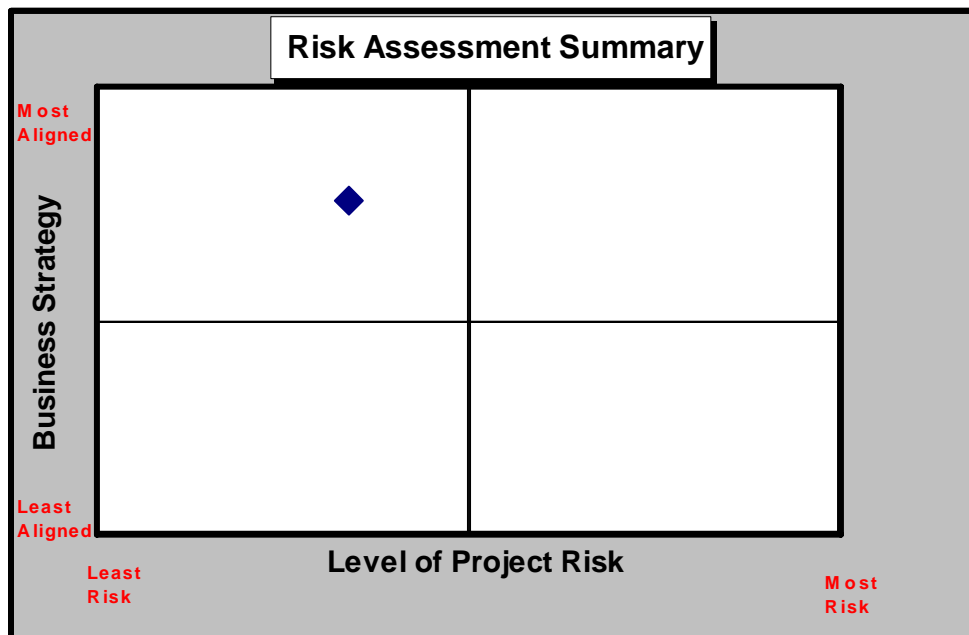 Risk Assessment Summary
Most
Aligned
Business Strategy
Least
Aligned
Level of Project Risk
Least
Risk
Most
Risk